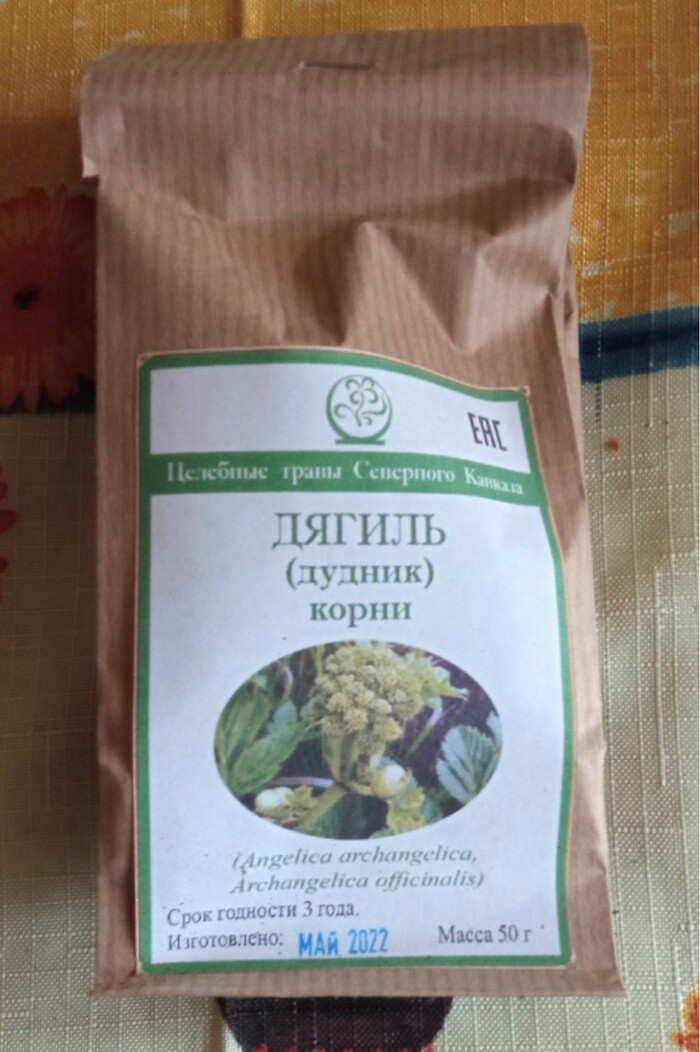 EAC
Целебные травы Северного Кавказа
ДЯГИЛЬ
(дудник)
корни
(Angelica archangelica,
Archangelica officinalis)
Срок годности 3 года.
Изготовлено: МАЙ 2022 Масса 50 г